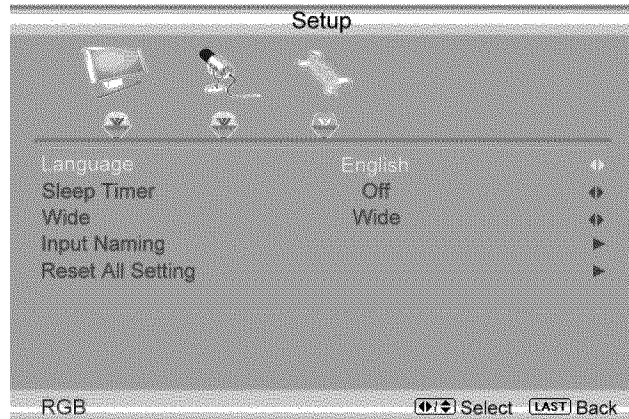 Setup
Language English
Sleep Timer Off
Wide Wide
Input Naming
Reset All Setting
RGB Select LAST Back